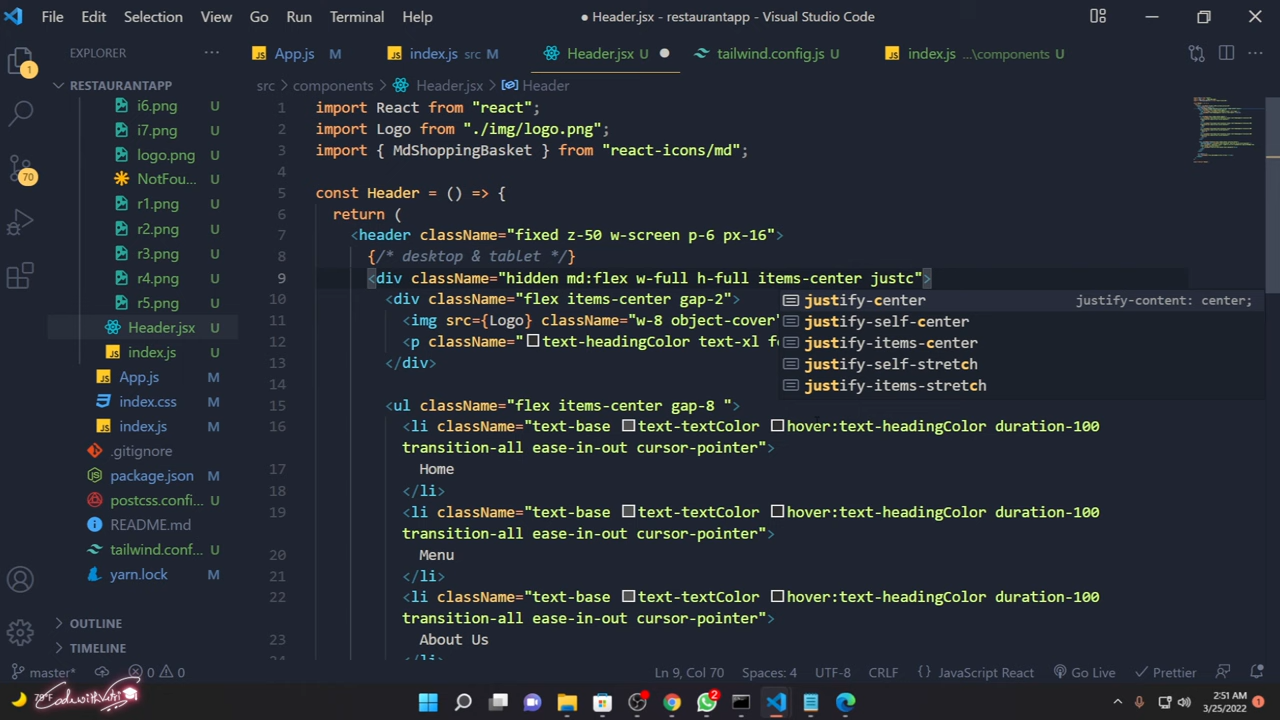 File Edit Selection View Go Run Terminal Help ● Header.jsx - restaurantapp - Visual Studio Code
EXPLORER ··· App.js M index.js src M Header.jsx U tailwind.config.js U index.js ...\components U
RESTAURANTAPP src > components > Header.jsx > Header
i6.png U
i7.png U
logo.png U
NotFou... U
r1.png U
r2.png U
r3.png U
r4.png U
r5.png U
Header.jsx U
index.js U
App.js M
index.css M
index.js M
.gitignore
package.json M
postcss.confi... U
README.md
tailwind.conf... U
yarn.lock M
OUTLINE
TIMELINE
1 import React from "react";
2 import Logo from "./img/logo.png";
3 import { MdShoppingBasket } from "react-icons/md";
4
5 const Header = () => {
6 return (
7 <header className="fixed z-50 w-screen p-6 px-16">
8 {/* desktop & tablet */}
9 <div className="hidden md:flex w-full h-full items-center justc">
10 <div className="flex items-center gap-2">
11 <img src={Logo} className="w-8 object-cover"
12 <p className="text-headingColor text-xl fo
13 </div>
14
15 <ul className="flex items-center gap-8 ">
16 <li className="text-base text-textColor hover:text-headingColor duration-100
transition-all ease-in-out cursor-pointer">
17 Home
18 </li>
19 <li className="text-base text-textColor hover:text-headingColor duration-100
transition-all ease-in-out cursor-pointer">
20 Menu
21 </li>
22 <li className="text-base text-textColor hover:text-headingColor duration-100
transition-all ease-in-out cursor-pointer">
23 About Us
</li>
justify-center justify-content: center;
justify-self-center
justify-items-center
justify-self-stretch
justify-items-stretch
1
70
master* 0 0 Ln 9, Col 70 Spaces: 4 UTF-8 CRLF {} JavaScript React Go Live Prettier
78°F
2
2:51 AM
3/25/2022